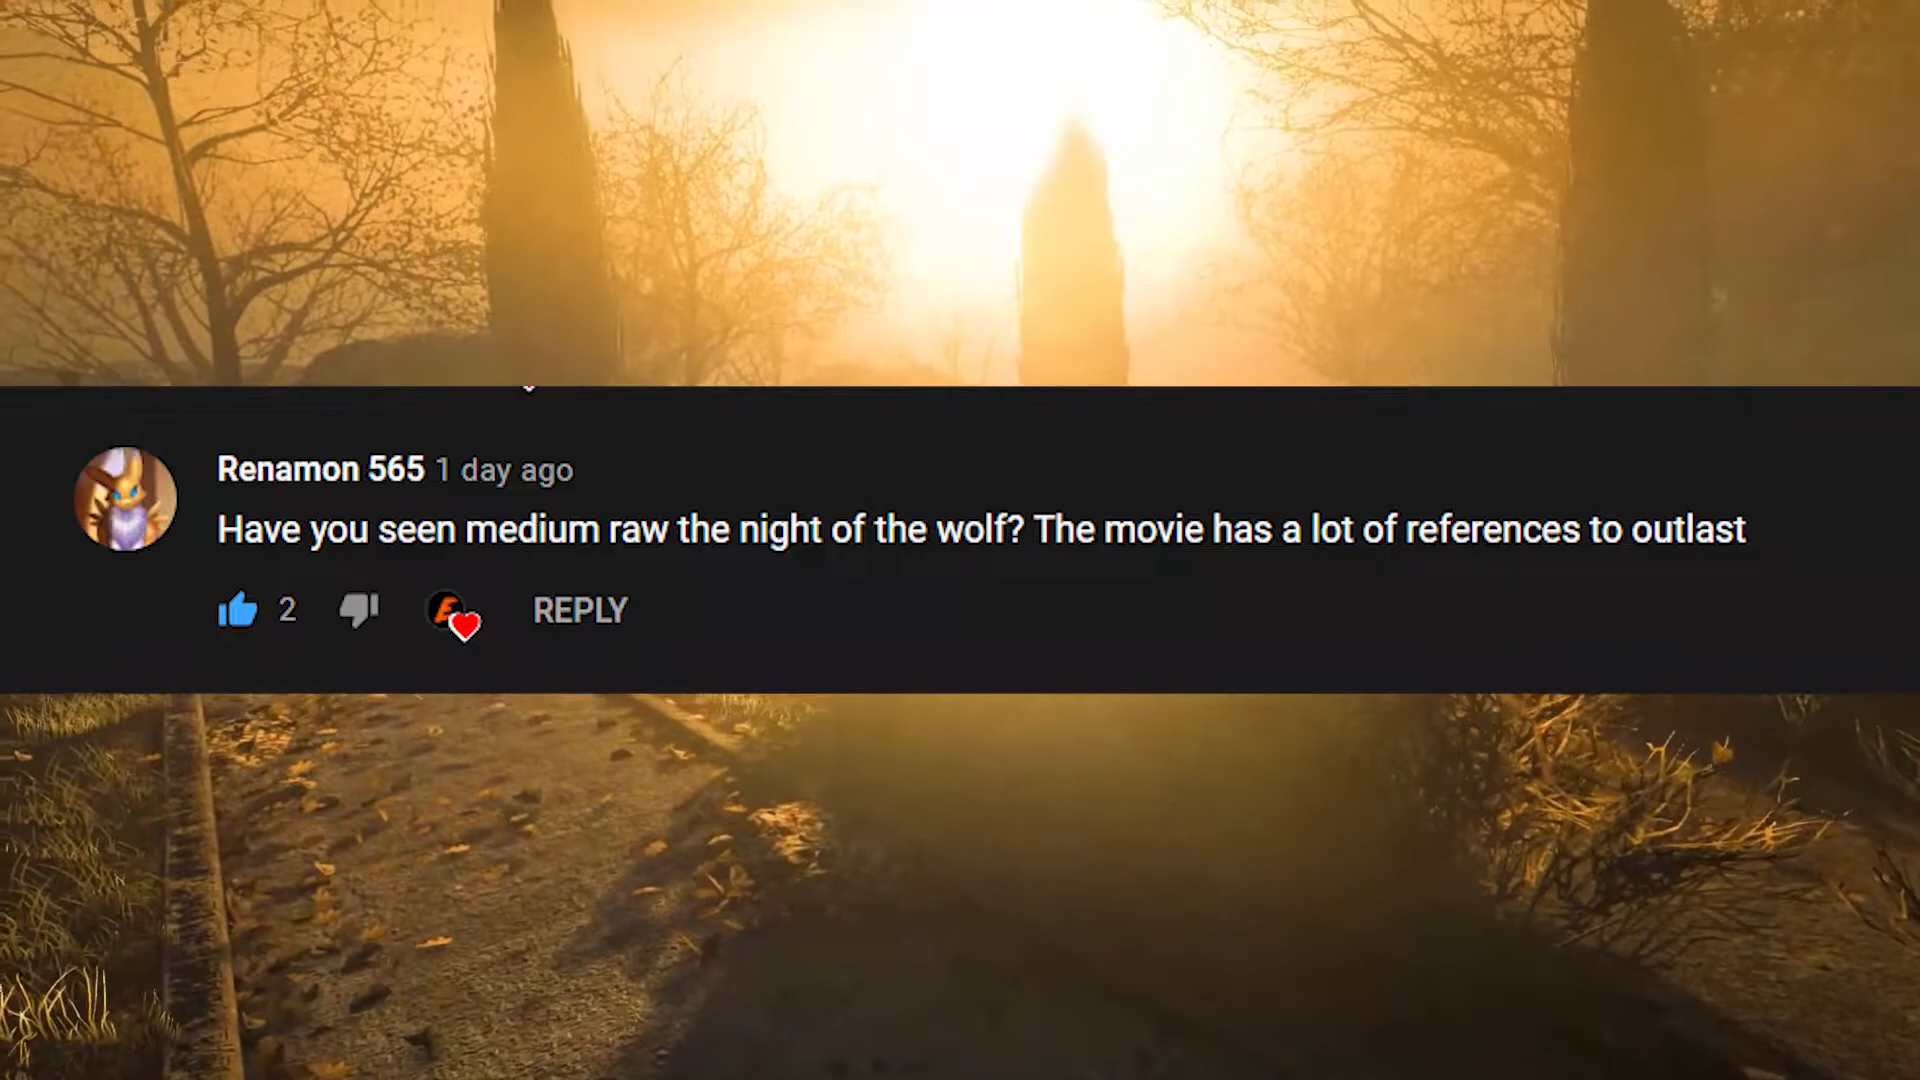 Renamon 565 1 day ago
Have you seen medium raw the night of the wolf? The movie has a lot of references to outlast
2 E REPLY